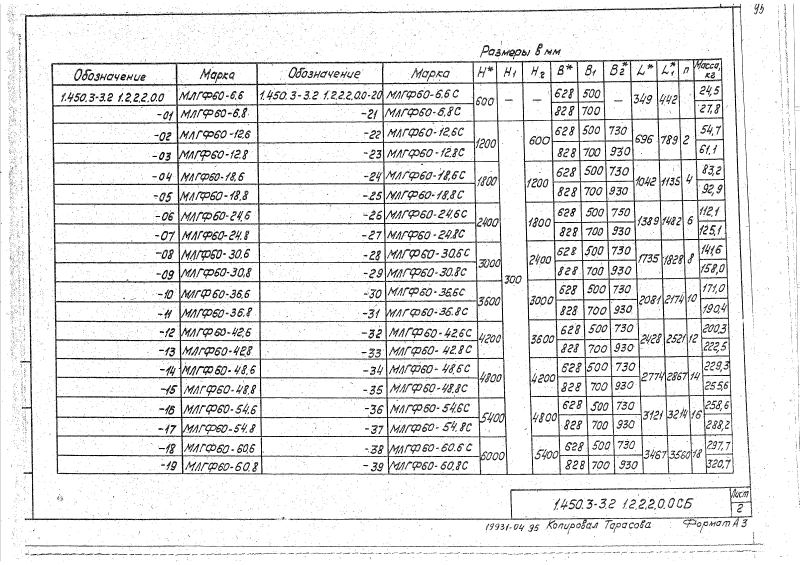 95
Размеры в мм
Обозначение Марка Обозначение Марка H* H1 H2 B* B1 B2* L* L1* n Масса, кг
1.450.3-3.2 1.2.2.2.0.0 МЛГФ60-6,6 1.450.3-3.2 1.2.2.2.0.0-20 МЛГФ60-6,6С 600 300 — 628 500 — 349 442 24,5
-01 МЛГФ60-6,8 -21 МЛГФ60-6,8С 828 700 27,8
-02 МЛГФ60-12,6 -22 МЛГФ60-12,6С 1200 600 628 500 730 696 789 2 54,7
-03 МЛГФ60-12,8 -23 МЛГФ60-12,8С 828 700 930 61,1
-04 МЛГФ60-18,6 -24 МЛГФ60-18,6С 1800 1200 628 500 730 1042 1135 4 83,2
-05 МЛГФ60-18,8 -25 МЛГФ60-18,8С 828 700 930 92,9
-06 МЛГФ60-24,6 -26 МЛГФ60-24,6С 2400 1800 628 500 750 1389 1482 6 112,1
-07 МЛГФ60-24,8 -27 МЛГФ60-24,8С 828 700 930 125,1
-08 МЛГФ60-30,6 -28 МЛГФ60-30,6С 3000 2400 628 500 730 1735 1828 8 141,6
-09 МЛГФ60-30,8 -29 МЛГФ60-30,8С 828 700 930 158,0
-10 МЛГФ60-36,6 -30 МЛГФ60-36,6С 3600 3000 628 500 730 2081 2174 10 171,0
-11 МЛГФ60-36,8 -31 МЛГФ60-36,8С 828 700 930 190,4
-12 МЛГФ60-42,6 -32 МЛГФ60-42,6С 4200 3600 628 500 730 2428 2521 12 200,3
-13 МЛГФ60-42,8 -33 МЛГФ60-42,8С 828 700 930 222,5
-14 МЛГФ60-48,6 -34 МЛГФ60-48,6С 4800 4200 628 500 730 2774 2867 14 229,3
-15 МЛГФ60-48,8 -35 МЛГФ60-48,8С 828 700 930 255,6
-16 МЛГФ60-54,6 -36 МЛГФ60-54,6С 5400 4800 628 500 730 3121 3214 16 258,6
-17 МЛГФ60-54,8 -37 МЛГФ60-54,8С 828 700 930 288,2
-18 МЛГФ60-60,6 -38 МЛГФ60-60,6 С 6000 5400 628 500 730 3467 3560 18 297,7
-19 МЛГФ60-60,8 -39 МЛГФ60-60,8С 828 700 930 320,7
1.450.3-3.2 1.2.2.2.0.0 СБ Лист 2
19931-04 95 Копировал Тарасова Формат А3